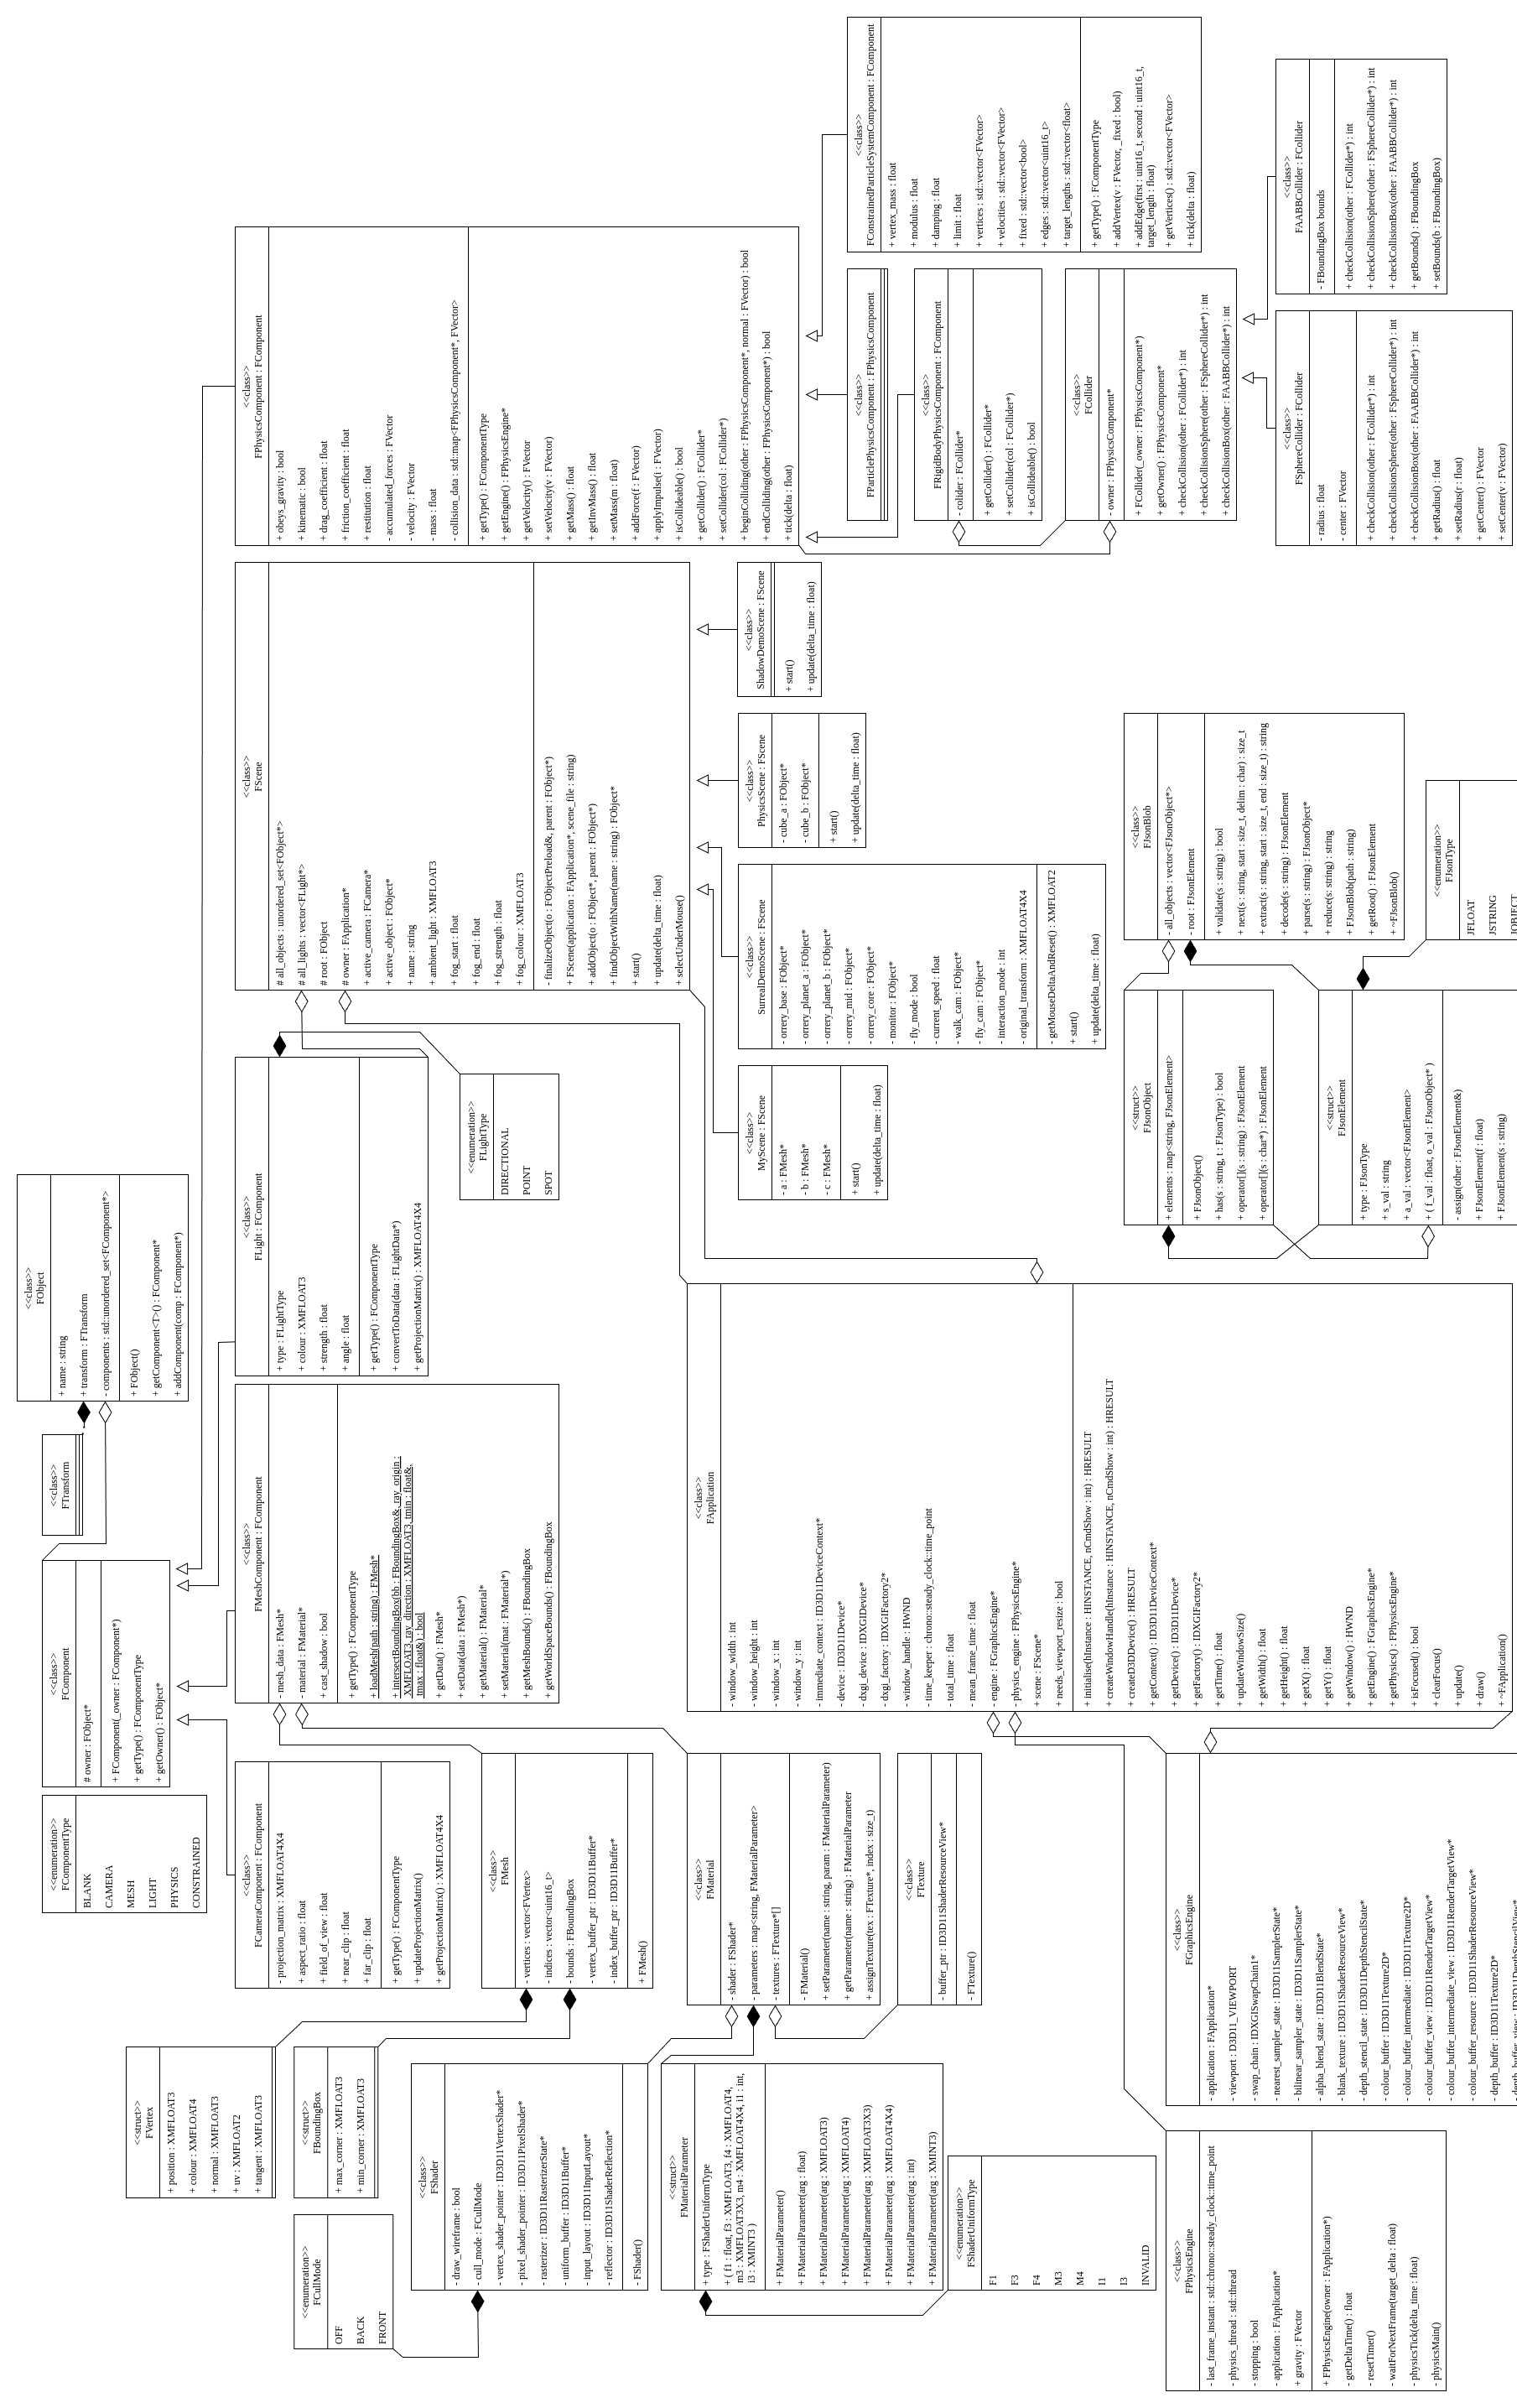 <<class>>
FObject
+ name : string
+ transform : FTransform
- components : std::unordered_set<FComponent*>
+ FObject()
+ getComponent<T>() : FComponent*
+ addComponent(comp : FComponent*)
<<class>>
FTransform
<<class>>
FComponent
# owner : FObject*
+ FComponent(_owner : FComponent*)
+ getType() : FComponentType
+ getOwner() : FObject*
<<enumeration>>
FComponentType
BLANK
CAMERA
MESH
LIGHT
PHYSICS
CONSTRAINED
<<class>>
FPhysicsComponent : FComponent
+ obeys_gravity : bool
+ kinematic : bool
+ drag_coefficient : float
+ friction_coefficient : float
+ restitution : float
- accumulated_forces : FVector
- velocity : FVector
- mass : float
- collision_data : std::map<FPhysicsComponent*, FVector>
+ getType() : FComponentType
+ getEngine() : FPhysicsEngine*
+ getVelocity() : FVector
+ setVelocity(v : FVector)
+ getMass() : float
+ getInvMass() : float
+ setMass(m : float)
+ addForce(f : FVector)
+ applyImpulse(i : FVector)
+ isCollideable() : bool
+ getCollider() : FCollider*
+ setCollider(col : FCollider*)
+ beginColliding(other : FPhysicsComponent*, normal : FVector) : bool
+ endColliding(other : FPhysicsComponent*) : bool
+ tick(delta : float)
<<class>>
FScene
# all_objects : unordered_set<FObject*>
# all_lights : vector<FLight*>
# root : FObject
# owner : FApplication*
+ active_camera : FCamera*
+ active_object : FObject*
+ name : string
+ ambient_light : XMFLOAT3
+ fog_start : float
+ fog_end : float
+ fog_strength : float
+ fog_colour : XMFLOAT3
- finalizeObject(o : FObjectPreload&, parent : FObject*)
+ FScene(application : FApplication*, scene_file : string)
+ addObject(o : FObject*, parent : FObject*)
+ findObjectWithName(name : string) : FObject*
+ start()
+ update(delta_time : float)
+ selectUnderMouse()
<<class>>
FLight : FComponent
+ type : FLightType
+ colour : XMFLOAT3
+ strength : float
+ angle : float
+ getType() : FComponentType
+ convertToData(data : FLightData*)
+ getProjectionMatrix() : XMFLOAT4X4
<<enumeration>>
FLightType
DIRECTIONAL
POINT
SPOT
<<class>>
FMeshComponent : FComponent
- mesh_data : FMesh*
- material : FMaterial*
+ cast_shadow : bool
+ getType() : FComponentType
+ loadMesh(path : string) : FMesh*
+ intersectBoundingBox(bb : FBoundingBox&, ray_origin :
XMFLOAT3, ray_direction : XMFLOAT3, tmin : float&,
tmax : float&) : bool
+ getData() : FMesh*
+ setData(data : FMesh*)
+ getMaterial() : FMaterial*
+ setMaterial(mat : FMaterial*)
+ getMeshBounds() : FBoundingBox
+ getWorldSpaceBounds() : FBoundingBox
<<class>>
FCameraComponent : FComponent
- projection_matrix : XMFLOAT4X4
+ aspect_ratio : float
+ field_of_view : float
+ near_clip : float
+ far_clip : float
+ getType() : FComponentType
+ updateProjectionMatrix()
+ getProjectionMatrix() : XMFLOAT4X4
<<class>>
FMesh
- vertices : vector<FVertex>
- indices : vector<uint16_t>
- bounds : FBoundingBox
- vertex_buffer_ptr : ID3D11Buffer*
- index_buffer_ptr : ID3D11Buffer*
+ FMesh()
<<struct>>
FVertex
+ position : XMFLOAT3
+ colour : XMFLOAT4
+ normal : XMFLOAT3
+ uv : XMFLOAT2
+ tangent : XMFLOAT3
<<struct>>
FBoundingBox
+ max_corner : XMFLOAT3
+ min_corner : XMFLOAT3
<<enumeration>>
FCullMode
OFF
BACK
FRONT
<<class>>
FShader
- draw_wireframe : bool
- cull_mode : FCullMode
- vertex_shader_pointer : ID3D11VertexShader*
- pixel_shader_pointer : ID3D11PixelShader*
- rasterizer : ID3D11RasterizerState*
- uniform_buffer : ID3D11Buffer*
- input_layout : ID3D11InputLayout*
- reflector : ID3D11ShaderReflection*
- FShader()
<<class>>
FMaterial
- shader : FShader*
- parameters : map<string, FMaterialParameter>
- textures : FTexture*[]
- FMaterial()
+ setParameter(name : string, param : FMaterialParameter)
+ getParameter(name : string) : FMaterialParameter
+ assignTexture(tex : FTexture*, index : size_t)
<<class>>
FTexture
- buffer_ptr : ID3D11ShaderResourceView*
- FTexture()
<<struct>>
FMaterialParameter
+ type : FShaderUniformType
+ ( f1 : float, f3 : XMFLOAT3, f4 : XMFLOAT4,
m3 : XMFLOAT3X3, m4 : XMFLOAT4X4, i1 : int,
i3 : XMINT3 )
+ FMaterialParameter()
+ FMaterialParameter(arg : float)
+ FMaterialParameter(arg : XMFLOAT3)
+ FMaterialParameter(arg : XMFLOAT4)
+ FMaterialParameter(arg : XMFLOAT3X3)
+ FMaterialParameter(arg : XMFLOAT4X4)
+ FMaterialParameter(arg : int)
+ FMaterialParameter(arg : XMINT3)
<<enumeration>>
FShaderUniformType
F1
F3
F4
M3
M4
I1
I3
INVALID
<<class>>
FApplication
- window_width : int
- window_height : int
- window_x : int
- window_y : int
- immediate_context : ID3D11DeviceContext*
- device : ID3D11Device*
- dxgi_device : IDXGIDevice*
- dxgi_factory : IDXGIFactory2*
- window_handle : HWND
- time_keeper : chrono::steady_clock::time_point
- total_time : float
- mean_frame_time : float
- engine : FGraphicsEngine*
- physics_engine : FPhysicsEngine*
+ scene : FScene*
+ needs_viewport_resize : bool
+ initialise(hInstance : HINSTANCE, nCmdShow : int) : HRESULT
+ createWindowHandle(hInstance : HINSTANCE, nCmdShow : int) : HRESULT
+ createD3DDevice() : HRESULT
+ getContext() : ID3D11DeviceContext*
+ getDevice() : ID3D11Device*
+ getFactory() : IDXGIFactory2*
+ getTime() : float
+ updateWindowSize()
+ getWidth() : float
+ getHeight() : float
+ getX() : float
+ getY() : float
+ getWindow() : HWND
+ getEngine() : FGraphicsEngine*
+ getPhysics() : FPhysicsEngine*
+ isFocused() : bool
+ clearFocus()
+ update()
+ draw()
+ ~FApplication()
<<class>>
MyScene : FScene
- a : FMesh*
- b : FMesh*
- c : FMesh*
+ start()
+ update(delta_time : float)
<<class>>
SurrealDemoScene : FScene
- orrery_base : FObject*
- orrery_planet_a : FObject*
- orrery_planet_b : FObject*
- orrery_mid : FObject*
- orrery_core : FObject*
- monitor : FObject*
- fly_mode : bool
- current_speed : float
- walk_cam : FObject*
- fly_cam : FObject*
- interaction_mode : int
- original_transform : XMFLOAT4X4
- getMouseDeltaAndReset() : XMFLOAT2
+ start()
+ update(delta_time : float)
<<class>>
PhysicsScene : FScene
- cube_a : FObject*
- cube_b : FObject*
+ start()
+ update(delta_time : float)
<<class>>
ShadowDemoScene : FScene
+ start()
+ update(delta_time : float)
<<class>>
FConstrainedParticleSystemComponent : FComponent
+ vertex_mass : float
+ modulus : float
+ damping : float
+ limit : float
+ vertices : std::vector<FVector>
+ velocities : std::vector<FVector>
+ fixed : std::vector<bool>
+ edges : std::vector<uint16_t>
+ target_lengths : std::vector<float>
+ getType() : FComponentType
+ addVertex(v : FVector, _fixed : bool)
+ addEdge(first : uint16_t, second : uint16_t,
target_length : float)
+ getVertices() : std::vector<FVector>
+ tick(delta : float)
<<class>>
FParticlePhysicsComponent : FPhysicsComponent
<<class>>
FRigidBodyPhysicsComponent : FComponent
- colider : FCollider*
+ getCollider() : FCollider*
+ setCollider(col : FCollider*)
+ isCollideable() : bool
<<class>>
FCollider
- owner : FPhysicsComponent*
+ FCollider(_owner : FPhysicsComponent*)
+ getOwner() : FPhysicsComponent*
+ checkCollision(other : FCollider*) : int
+ checkCollisionSphere(other : FSphereCollider*) : int
+ checkCollisionBox(other : FAABBCollider*) : int
<<class>>
FAABBCollider : FCollider
- FBoundingBox bounds
+ checkCollision(other : FCollider*) : int
+ checkCollisionSphere(other : FSphereCollider*) : int
+ checkCollisionBox(other : FAABBCollider*) : int
+ getBounds() : FBoundingBox
+ setBounds(b : FBoundingBox)
<<class>>
FSphereCollider : FCollider
- radius : float
- center : FVector
+ checkCollision(other : FCollider*) : int
+ checkCollisionSphere(other : FSphereCollider*) : int
+ checkCollisionBox(other : FAABBCollider*) : int
+ getRadius() : float
+ setRadius(r : float)
+ getCenter() : FVector
+ setCenter(v : FVector)
<<class>>
FJsonBlob
- all_objects : vector<FJsonObject*>
- root : FJsonElement
+ validate(s : string) : bool
+ next(s : string, start : size_t, delim : char) : size_t
+ extract(s : string, start : size_t, end : size_t) : string
+ decode(s : string) : FJsonElement
+ parse(s : string) : FJsonObject*
+ reduce(s: string) : string
+ FJsonBlob(path : string)
+ getRoot() : FJsonElement
+ ~FJsonBlob()
<<enumeration>>
FJsonType
JFLOAT
JSTRING
<<struct>>
FJsonObject
+ elements : map<string, FJsonElement>
+ FJsonObject()
+ has(s : string, t : FJsonType) : bool
+ operator[](s : string) : FJsonElement
+ operator[](s : char*) : FJsonElement
<<struct>>
FJsonElement
+ type : FJsonType
+ s_val : string
+ a_val : vector<FJsonElement>
+ ( f_val : float, o_val : FJsonObject* )
- assign(other : FJsonElement&)
+ FJsonElement(f : float)
+ FJsonElement(s : string)
<<class>>
FGraphicsEngine
- application : FApplication*
- viewport : D3D11_VIEWPORT
- swap_chain : IDXGISwapChain1*
- nearest_sampler_state : ID3D11SamplerState*
- bilinear_sampler_state : ID3D11SamplerState*
- alpha_blend_state : ID3D11BlendState*
- blank_texture : ID3D11ShaderResourceView*
- depth_stencil_state : ID3D11DepthStencilState*
- colour_buffer : ID3D11Texture2D*
- colour_buffer_intermediate : ID3D11Texture2D*
- colour_buffer_view : ID3D11RenderTargetView*
- colour_buffer_intermediate_view : ID3D11RenderTargetView*
- colour_buffer_resource : ID3D11ShaderResourceView*
- depth_buffer : ID3D11Texture2D*
<<class>>
FPhysicsEngine
- last_frame_instant : std::chrono::steady_clock::time_point
- physics_thread : std::thread
- stopping : bool
- application : FApplication*
+ gravity : FVector
+ FPhysicsEngine(owner : FApplication*)
- getDeltaTime() : float
- resetTimer()
- waitForNextFrame(target_delta : float)
- physicsTick(delta_time : float)
- physicsMain()